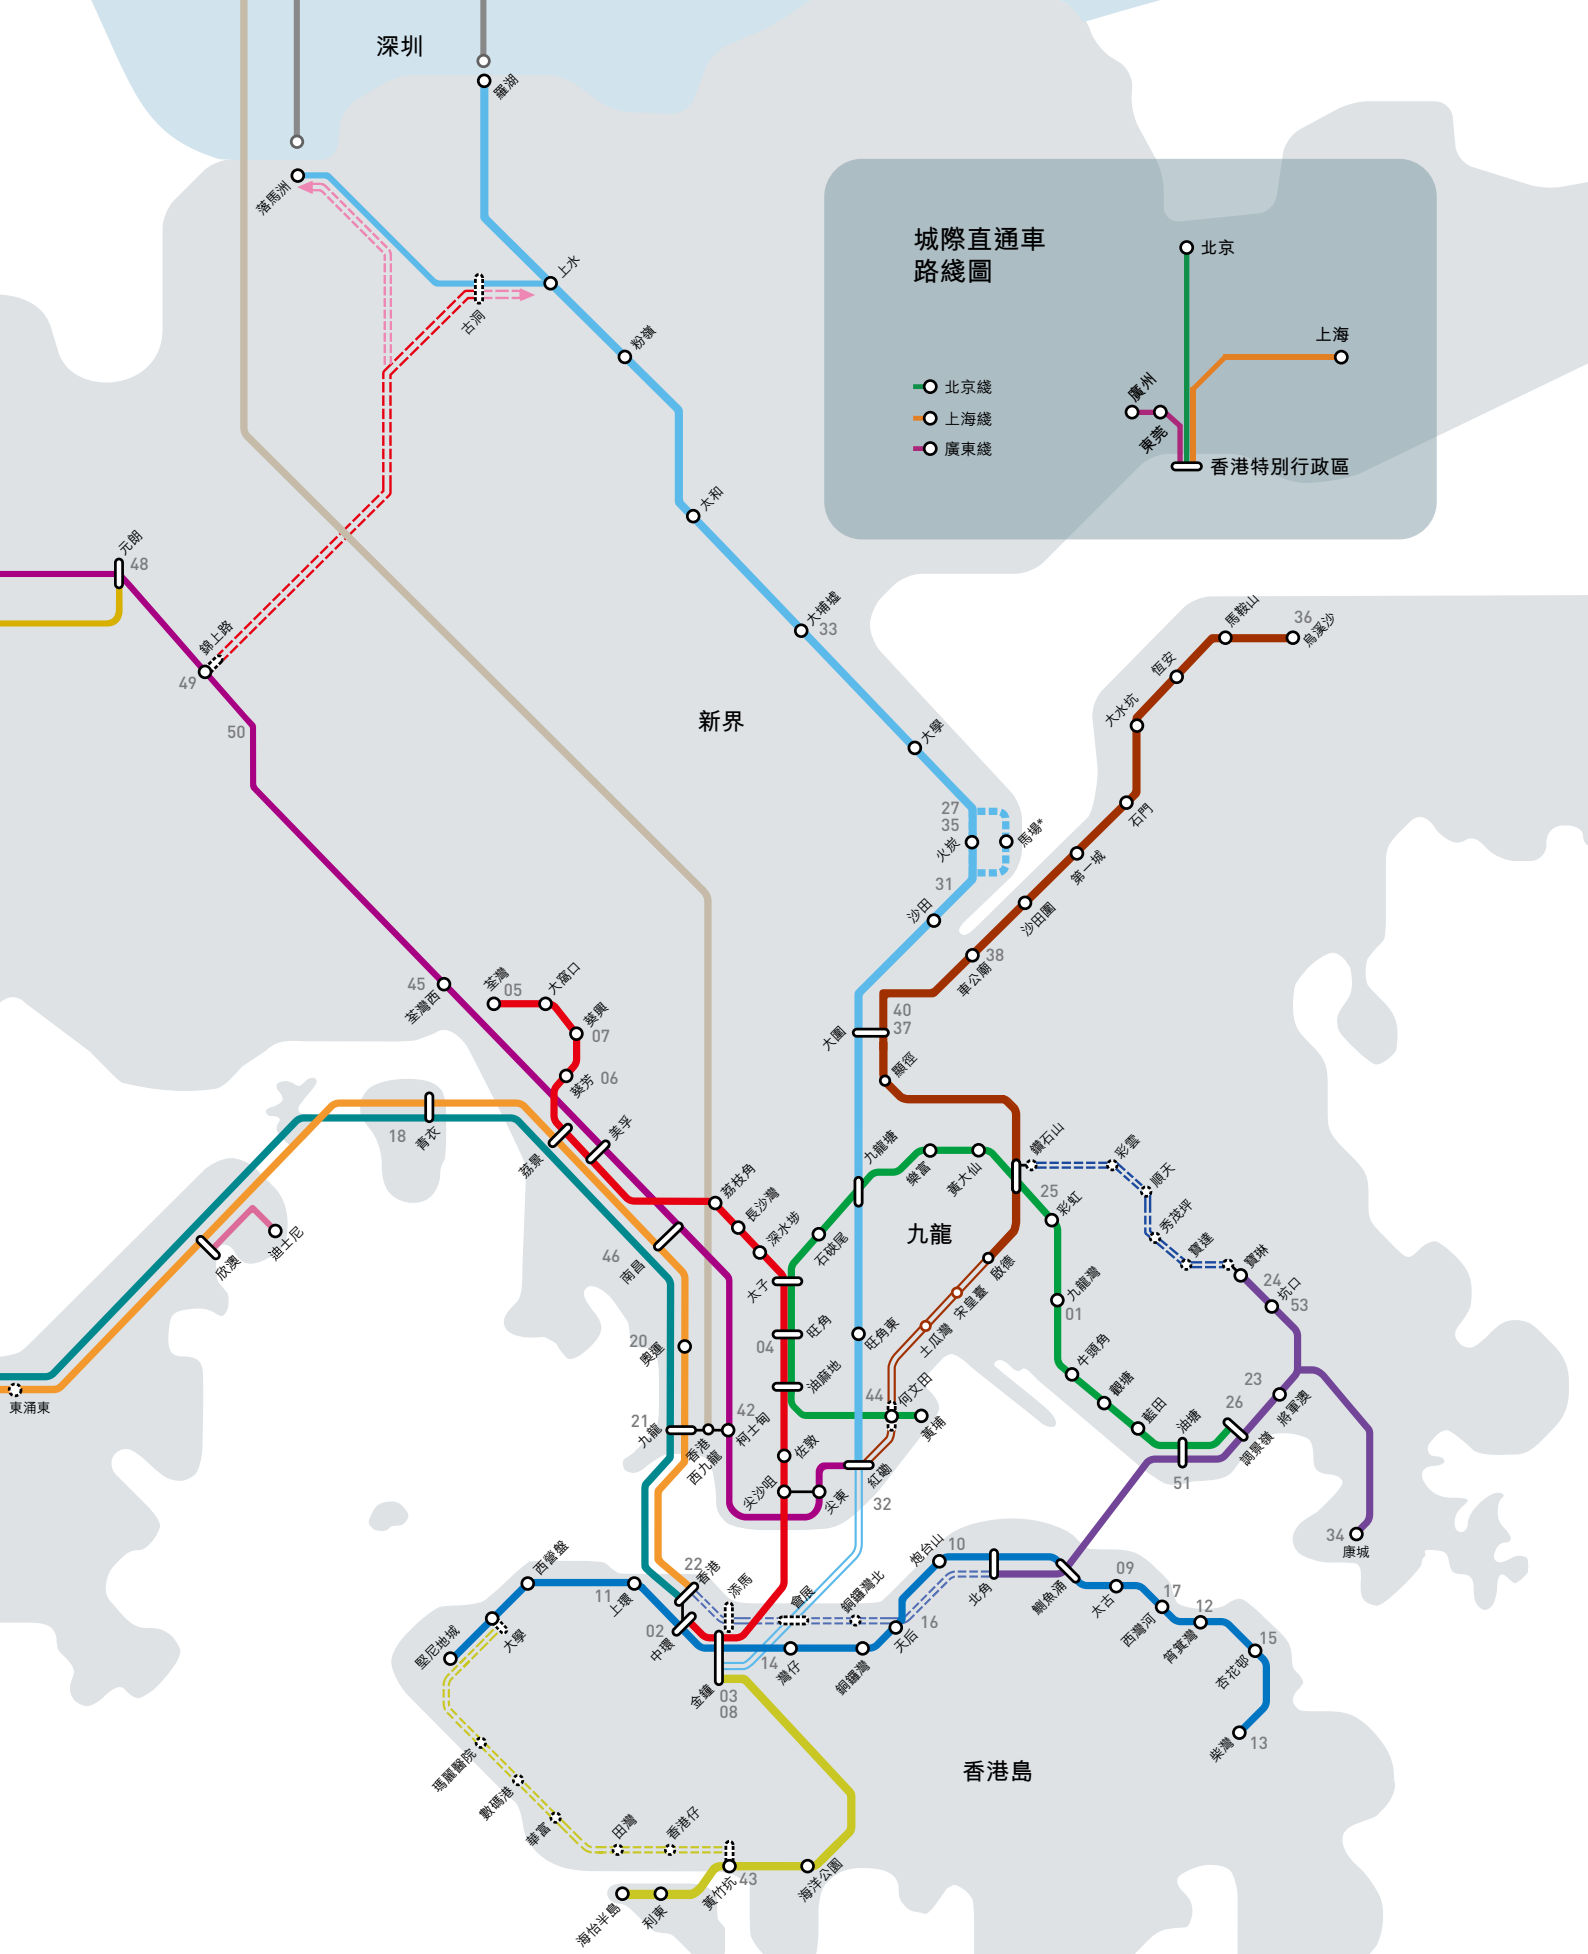 深圳
羅湖
落馬洲
上水
古洞
粉嶺
城際直通車
路綫圖
北京
上海
廣州
東莞
香港特別行政區
北京綫
上海綫
廣東綫
太和
元朗
48
大埔墟
33
錦上路
49
50
新界
大學
馬鞍山
36
烏溪沙
恆安
大水坑
石門
第一城
沙田圍
38
車公廟
27
35
火炭
馬場*
31
沙田
40
37
大圍
顯徑
45
荃灣西
荃灣
05
大窩口
葵興
07
葵芳
06
美孚
18
青衣
荔景
荔枝角
長沙灣
深水埗
太子
石硤尾
九龍塘
樂富
黃大仙
鑽石山
彩雲
順天
秀茂坪
寶達
寶琳
24
坑口
53
25
彩虹
九龍
啟德
宋皇臺
土瓜灣
九龍灣
01
牛頭角
觀塘
藍田
油塘
51
23
將軍澳
26
調景嶺
34
康城
欣澳
迪士尼
東涌東
46
南昌
20
奧運
21
九龍
香港
西九龍
42
柯士甸
04
旺角
油麻地
旺角東
44
何文田
黃埔
佐敦
尖沙咀
尖東
紅磡
32
西營盤
11
上環
22
香港
02
中環
添馬
會展
銅鑼灣北
炮台山
10
北角
鰂魚涌
09
太古
17
西灣河
12
筲箕灣
15
杏花邨
柴灣
13
16
天后
銅鑼灣
14
灣仔
金鐘
03
08
堅尼地城
大學
瑪麗醫院
數碼港
華富
田灣
香港仔
43
黃竹坑
海洋公園
利東
海怡半島
香港島